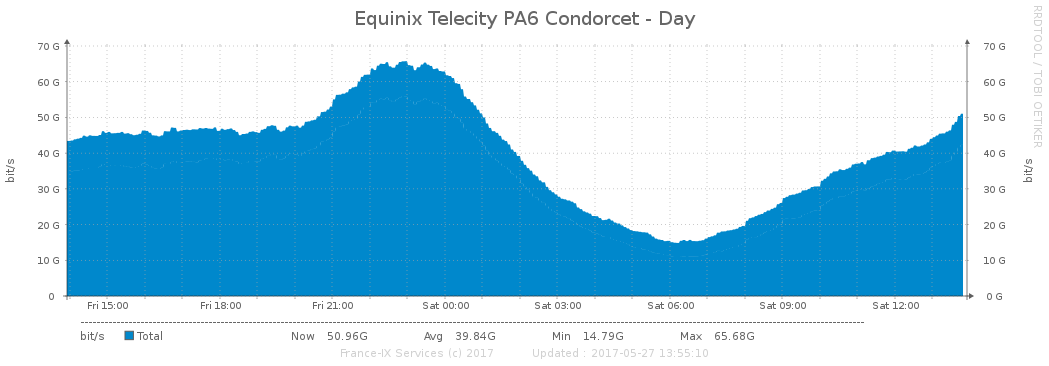 Equinix Telecity PA6 Condorcet - Day
RRDTOOL / TOBI OETIKER
bit/s
70 G 70 G
60 G 60 G
50 G 50 G
40 G 40 G
30 G 30 G
20 G 20 G
10 G 10 G
0 0 G
bit/s
Fri 15:00 Fri 18:00 Fri 21:00 Sat 00:00 Sat 03:00 Sat 06:00 Sat 09:00 Sat 12:00
bit/s Total Now 50.96G Avg 39.84G Min 14.79G Max 65.68G
France-IX Services (c) 2017 Updated : 2017-05-27 13:55:10